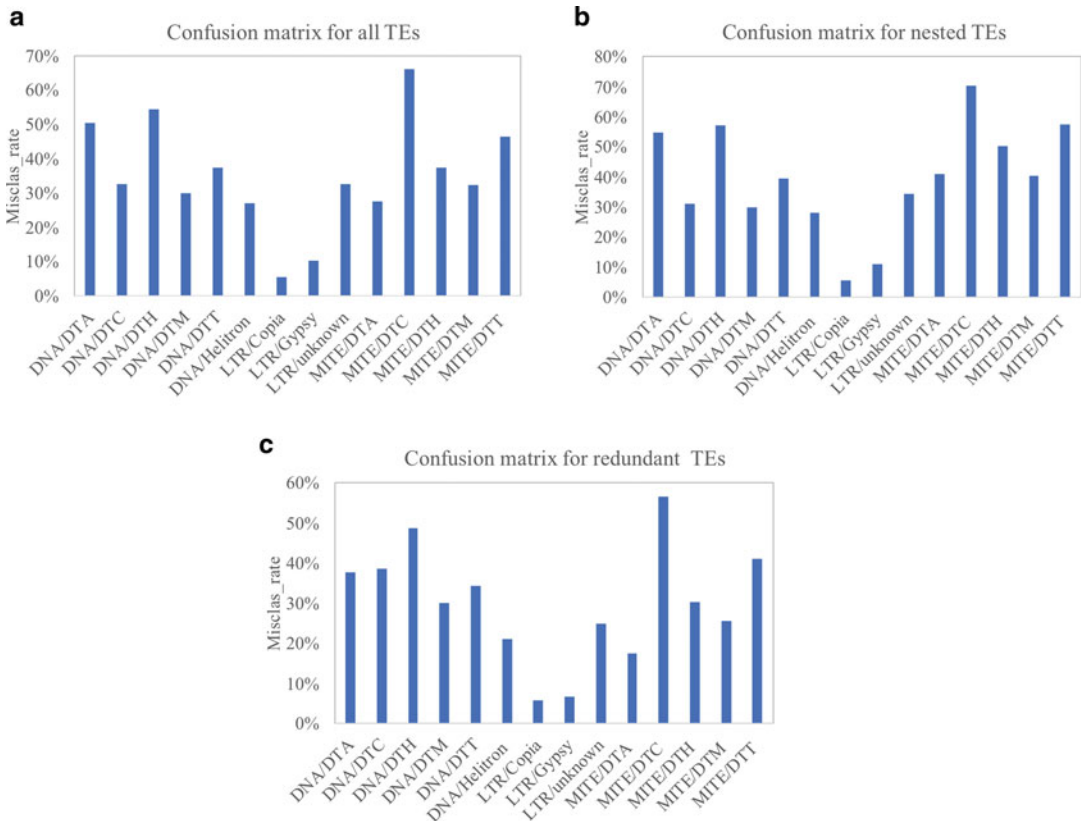 a
Confusion matrix for all TEs
70%
60%
50%
40%
30%
20%
10%
0%
Misclas_rate
DNA/DTA
DNA/DTC
DNA/DTH
DNA/DTM
DNA/DTT
DNA/Helitron
LTR/Copia
LTR/Gypsy
LTR/unknown
MITE/DTA
MITE/DTC
MITE/DTH
MITE/DTM
MITE/DTT
b
Confusion matrix for nested TEs
80%
70%
60%
50%
40%
30%
20%
10%
0%
Misclas_rate
DNA/DTA
DNA/DTC
DNA/DTH
DNA/DTM
DNA/DTT
DNA/Helitron
LTR/Copia
LTR/Gypsy
LTR/unknown
MITE/DTA
MITE/DTC
MITE/DTH
MITE/DTM
MITE/DTT
c
Confusion matrix for redundant TEs
60%
50%
40%
30%
20%
10%
0%
Misclas_rate
DNA/DTA
DNA/DTC
DNA/DTH
DNA/DTM
DNA/DTT
DNA/Helitron
LTR/Copia
LTR/Gypsy
LTR/unknown
MITE/DTA
MITE/DTC
MITE/DTH
MITE/DTM
MITE/DTT